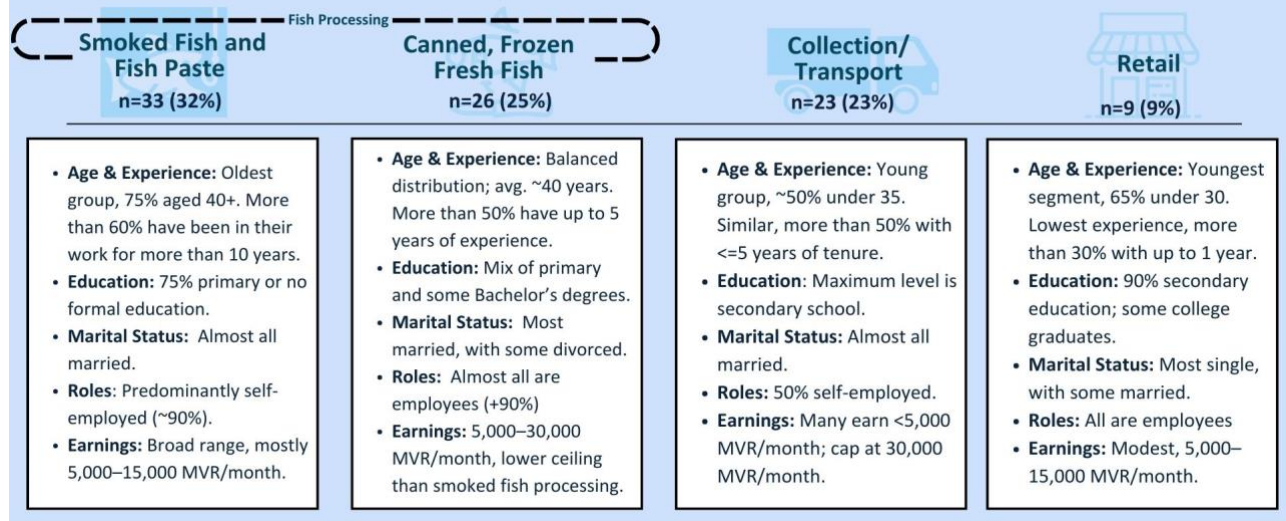 Fish Processing
Smoked Fish and
Fish Paste
n=33 (32%)
Canned, Frozen
Fresh Fish
n=26 (25%)
Collection/
Transport
n=23 (23%)
Retail
n=9 (9%)
• Age & Experience: Oldest
group, 75% aged 40+. More
than 60% have been in their
work for more than 10 years.
• Education: 75% primary or no
formal education.
• Marital Status: Almost all
married.
• Roles: Predominantly self-
employed (~90%).
• Earnings: Broad range, mostly
5,000–15,000 MVR/month.
• Age & Experience: Balanced
distribution; avg. ~40 years.
More than 50% have up to 5
years of experience.
• Education: Mix of primary
and some Bachelor’s degrees.
• Marital Status: Most
married, with some divorced.
• Roles: Almost all are
employees (+90%)
• Earnings: 5,000–30,000
MVR/month, lower ceiling
than smoked fish processing.
• Age & Experience: Young
group, ~50% under 35.
Similar, more than 50% with
<=5 years of tenure.
• Education: Maximum level is
secondary school.
• Marital Status: Almost all
married.
• Roles: 50% self-employed.
• Earnings: Many earn <5,000
MVR/month; cap at 30,000
MVR/month.
• Age & Experience: Youngest
segment, 65% under 30.
Lowest experience, more
than 30% with up to 1 year.
• Education: 90% secondary
education; some college
graduates.
• Marital Status: Most single,
with some married.
• Roles: All are employees
• Earnings: Modest, 5,000–
15,000 MVR/month.